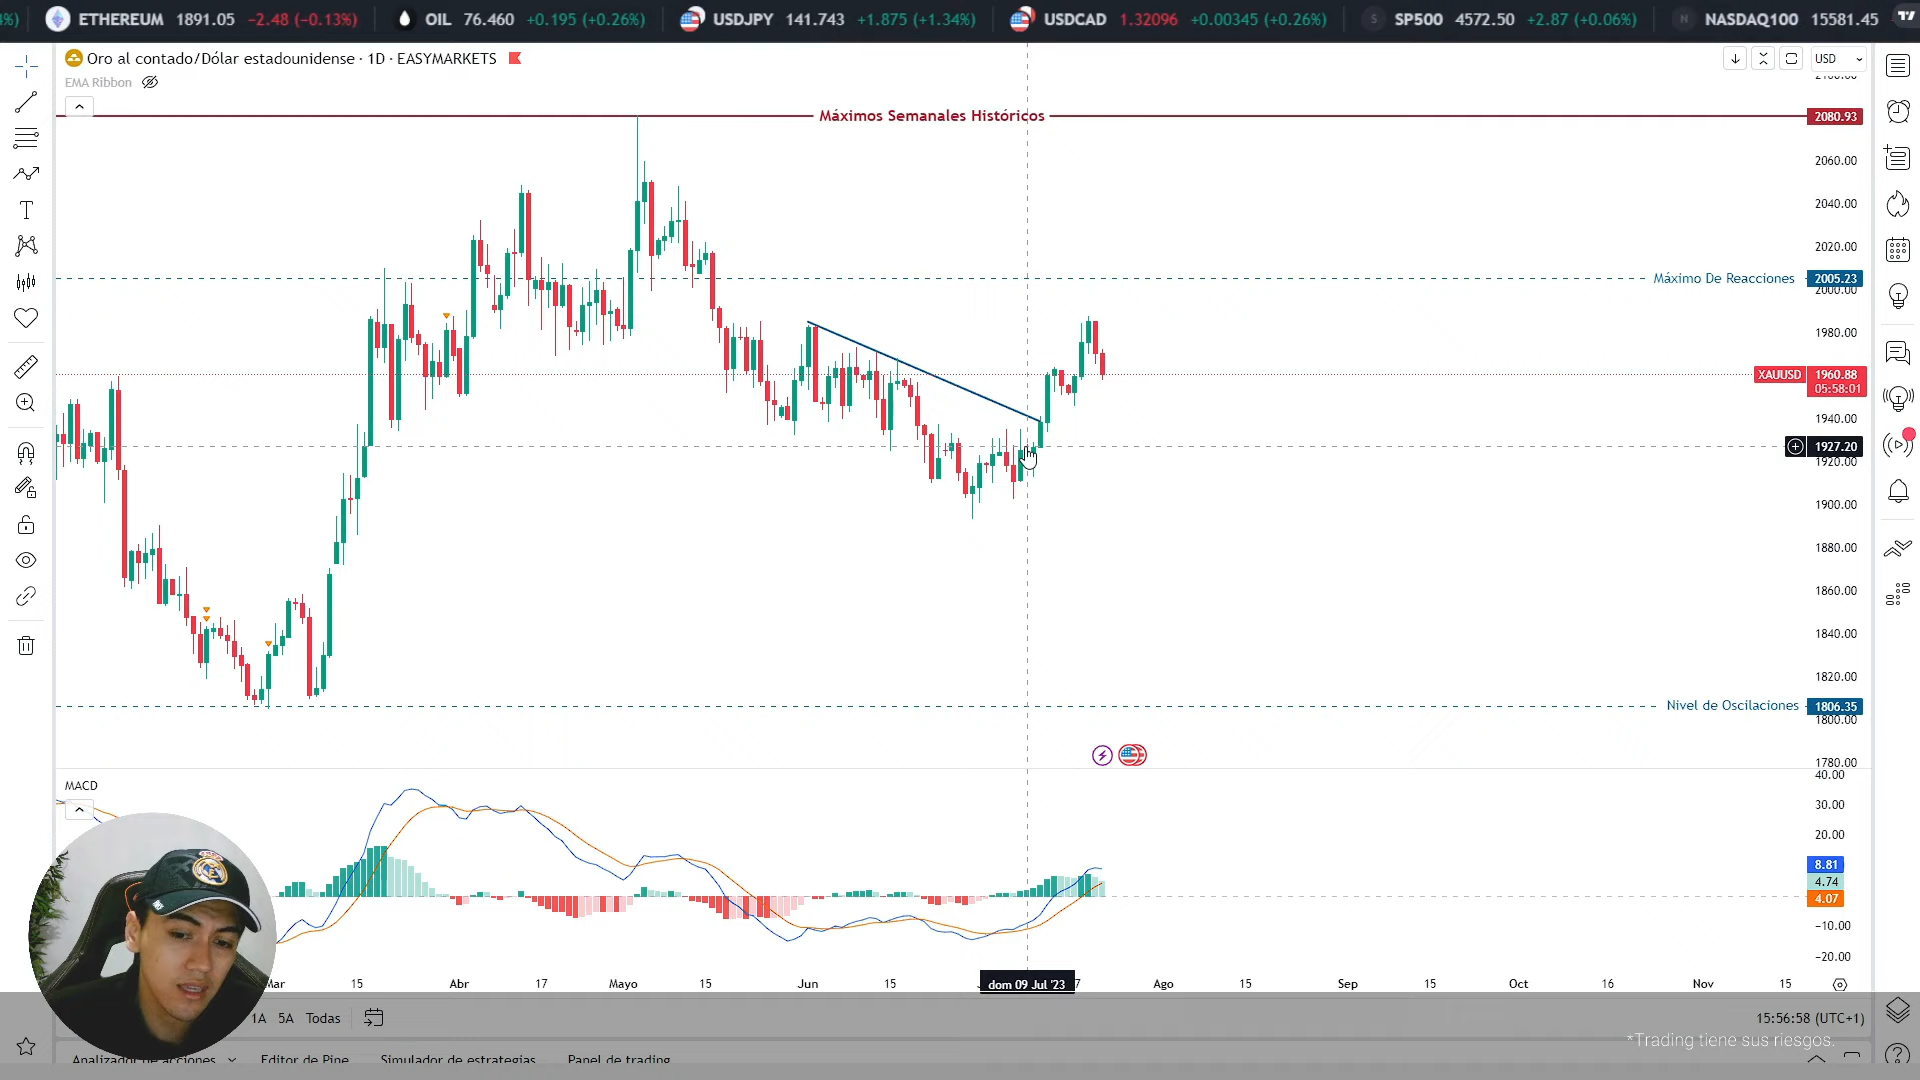 4%)
ETHEREUM 1891.05 −2.48 (−0.13%)
OIL 76.460 +0.195 (+0.26%)
USDJPY 141.743 +1.875 (+1.34%)
USDCAD 1.32096 +0.00345 (+0.26%)
S SP500 4572.50 +2.87 (+0.06%)
N NASDAQ100 15581.45
Oro al contado/Dólar estadounidense · 1D · EASYMARKETS
USD
EMA Ribbon
Máximos Semanales Históricos
2080.93
2060.00
2040.00
2020.00
Máximo De Reacciones
2005.23
2000.00
1980.00
XAUUSD
1960.88
05:58:01
1940.00
1927.20
1920.00
1900.00
1880.00
1860.00
1840.00
1820.00
Nivel de Oscilaciones
1806.35
1800.00
1780.00
MACD
40.00
30.00
20.00
8.81
4.74
4.07
−10.00
−20.00
Mar 15 Abr 17 Mayo 15 Jun 15 dom 09 Jul '23 7 Ago 15 Sep 15 Oct 16 Nov 15
1A 5A Todas
15:56:58 (UTC+1)
*Trading tiene sus riesgos.
Analizador de acciones Editor de Pine Simulador de estrategias Panel de trading